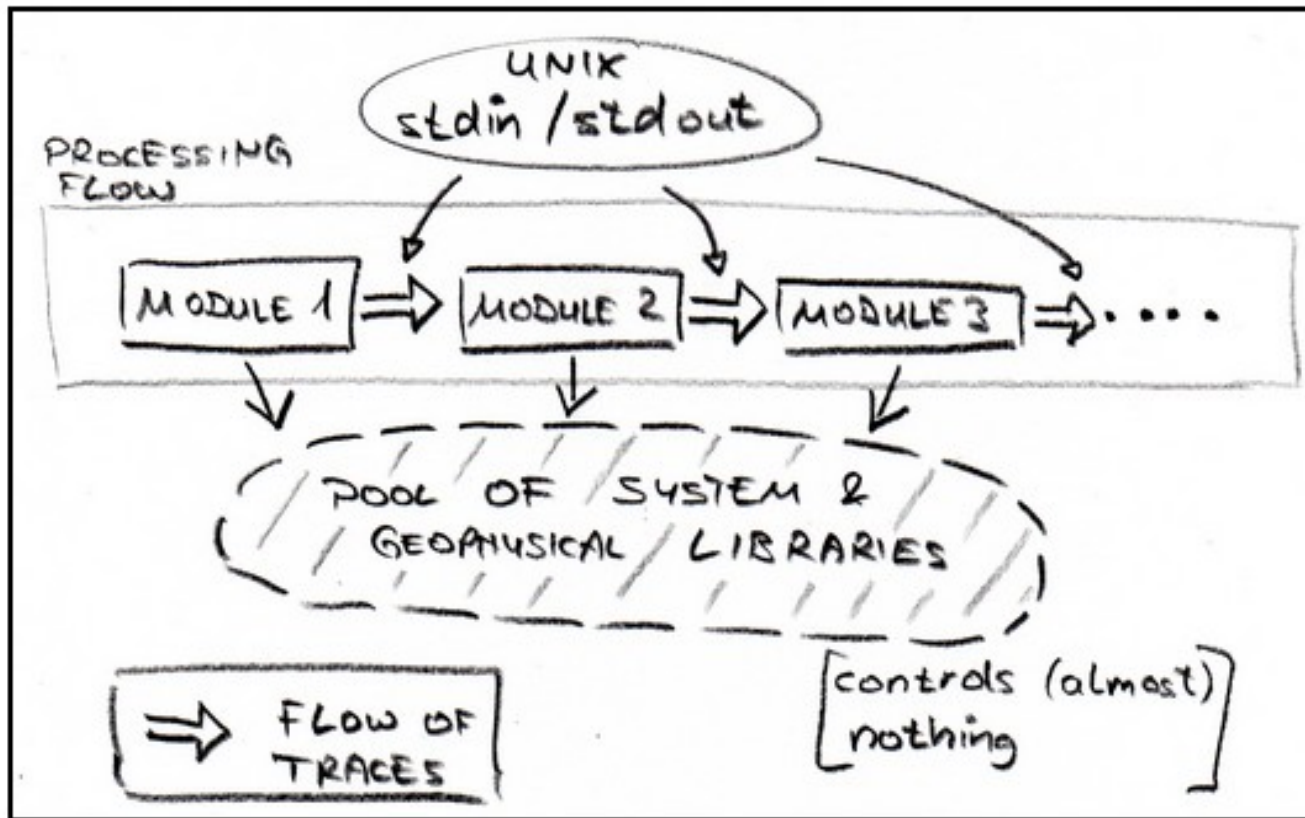 UNIX
stdin / stdout
PROCESSING
FLOW
MODULE 1
MODULE 2
MODULE 3
POOL OF SYSTEM &
GEOPHYSICAL LIBRARIES
FLOW OF
TRACES
controls (almost)
nothing